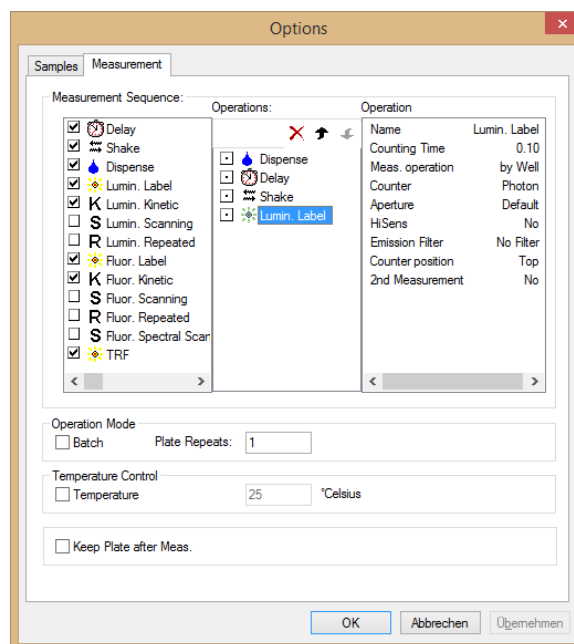 Options
Samples
Measurement
Measurement Sequence:
Delay
Shake
Dispense
Lumin. Label
K Lumin. Kinetic
S Lumin. Scanning
R Lumin. Repeated
Fluor. Label
K Fluor. Kinetic
S Fluor. Scanning
R Fluor. Repeated
S Fluor. Spectral Scar
TRF
Operations:
Dispense
Delay
Shake
Lumin. Label
Operation
Name Lumin. Label
Counting Time 0.10
Meas. operation by Well
Counter Photon
Aperture Default
HiSens No
Emission Filter No Filter
Counter position Top
2nd Measurement No
Operation Mode
Batch Plate Repeats: 1
Temperature Control
Temperature 25 °Celsius
Keep Plate after Meas.
OK Abbrechen Übernehmen